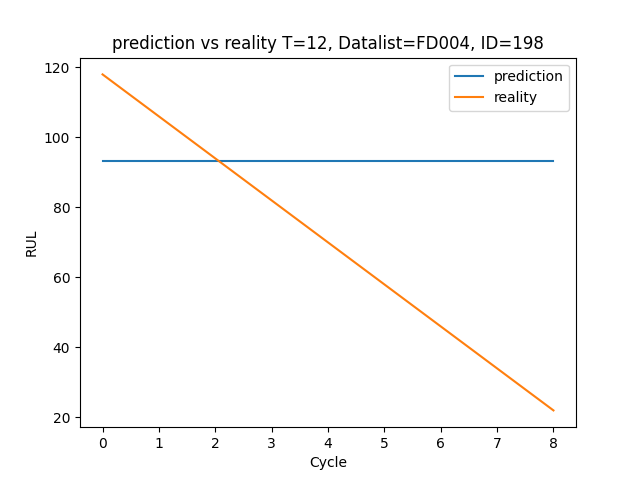 prediction vs reality T=12, Datalist=FD004, ID=198
prediction
reality
120
100
80
60
40
20
RUL
0 1 2 3 4 5 6 7 8
Cycle